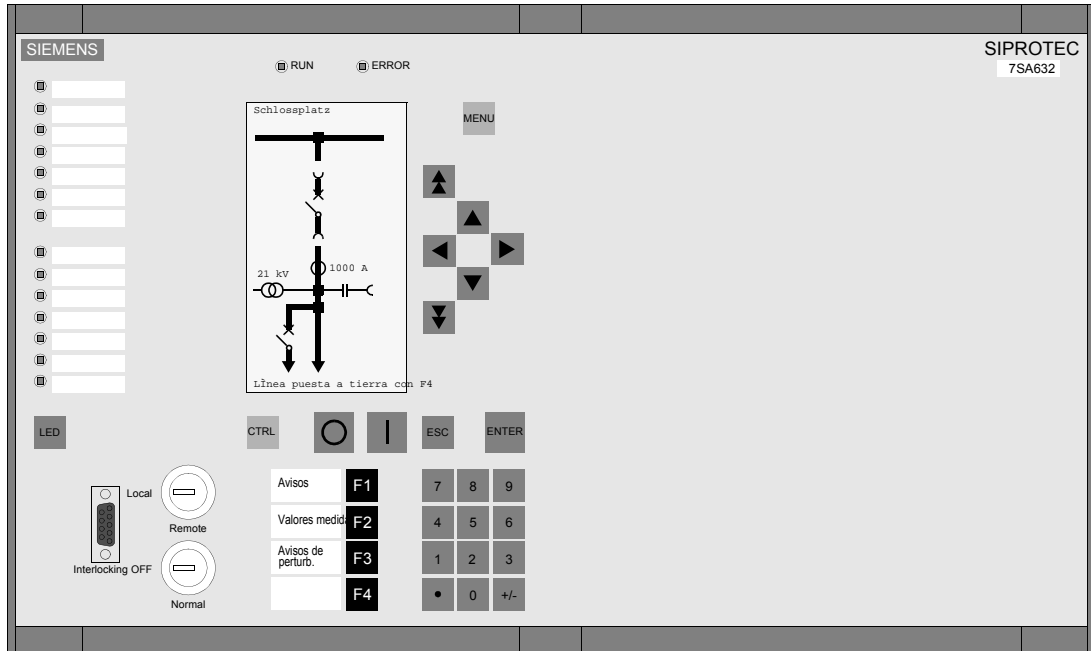 SIEMENS
SIPROTEC
7SA632
RUN
ERROR
Schlossplatz
MENU
21 kV
1000 A
LÌnea puesta a tierra con F4
LED
CTRL
ESC
ENTER
Local
Remote
Interlocking OFF
Normal
Avisos
F1
7
8
9
Valores medid
F2
4
5
6
Avisos de
perturb.
F3
1
2
3
F4
•
0
+/-